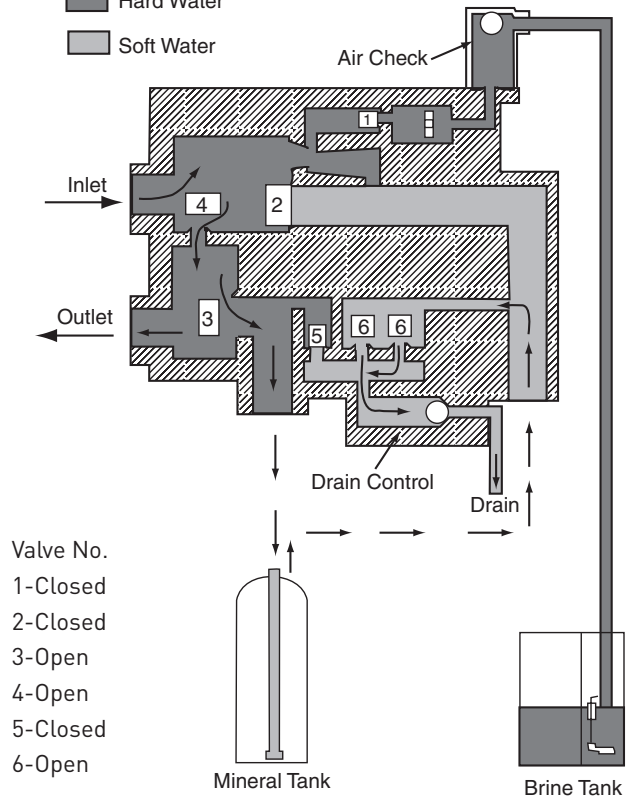 Hard Water
Soft Water
Air Check
1
Inlet
4
2
Outlet
3
5
6
6
Drain Control
Drain
Valve No.
1-Closed
2-Closed
3-Open
4-Open
5-Closed
6-Open
Mineral Tank
Brine Tank